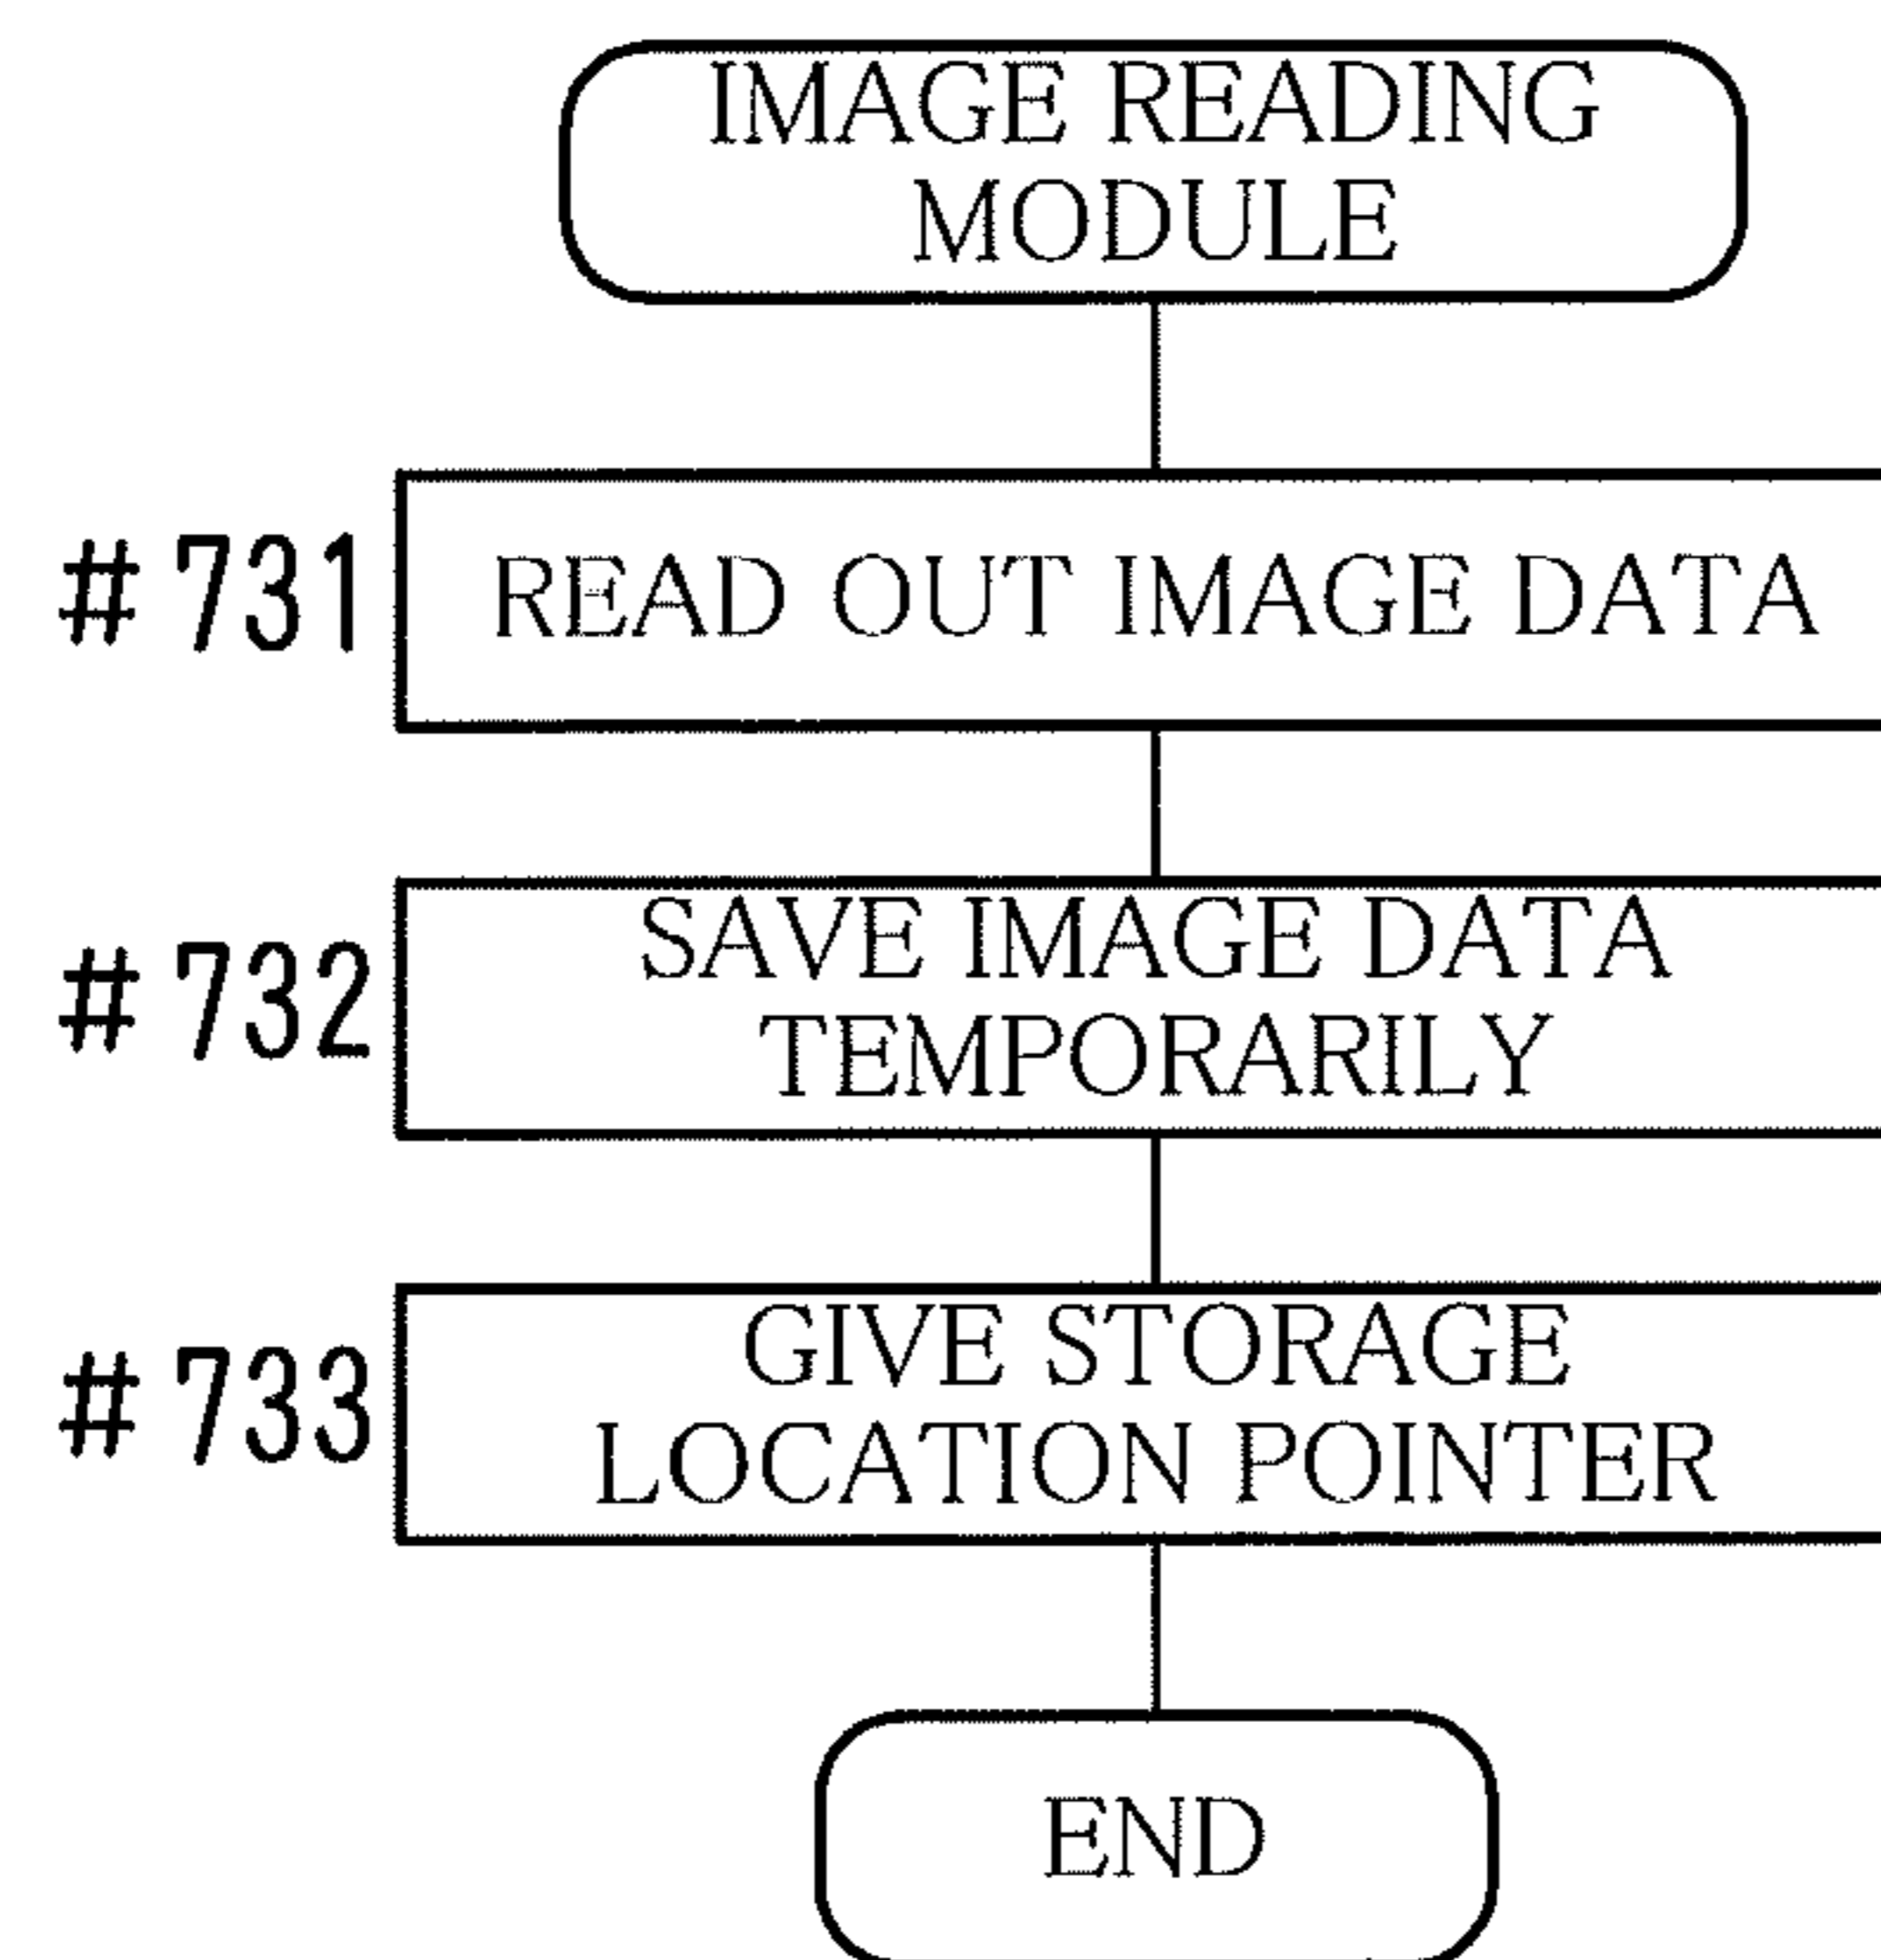 IMAGE READING
MODULE
#731
READ OUT IMAGE DATA
#732
SAVE IMAGE DATA
TEMPORARILY
#733
GIVE STORAGE
LOCATION POINTER
END